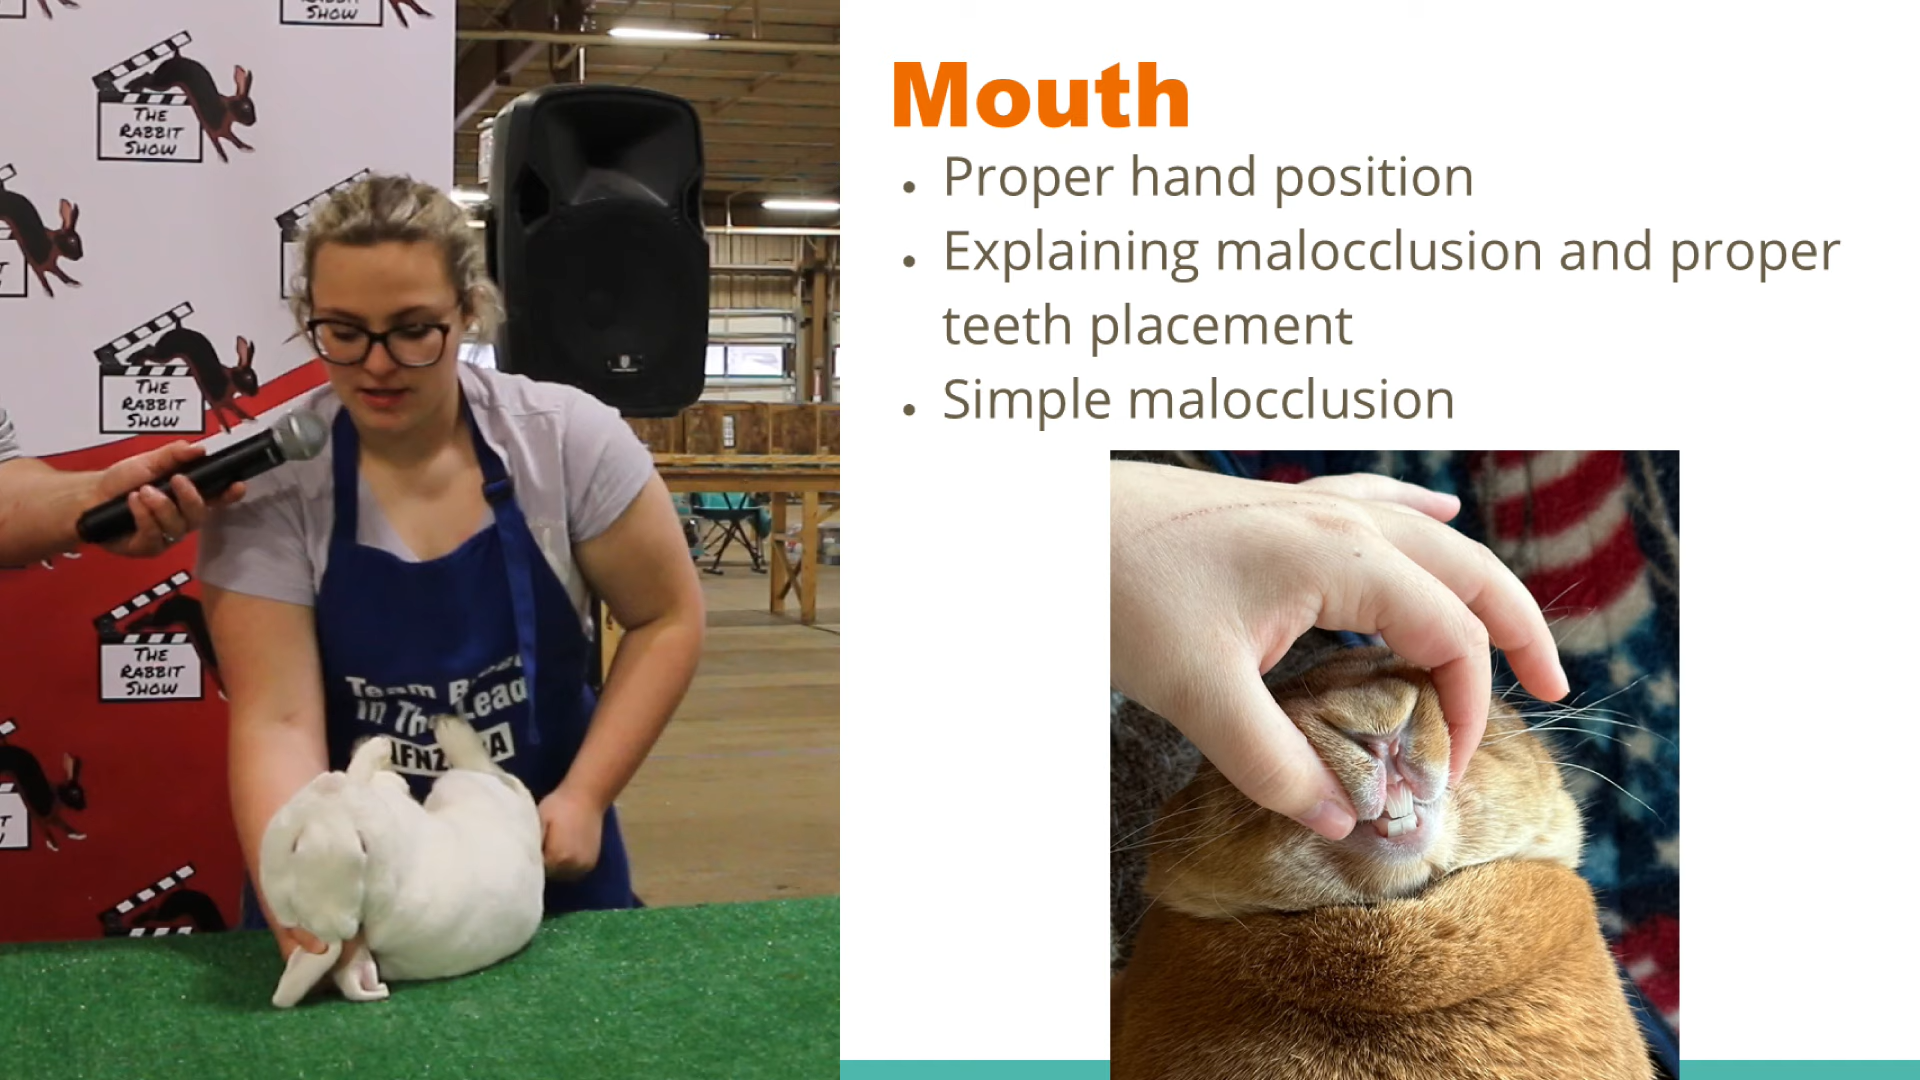 SHOW
THE
RABBIT
SHOW
THE
RABBIT
SHOW
THE
RABBIT
SHOW
Mouth
• Proper hand position
• Explaining malocclusion and proper
teeth placement
• Simple malocclusion
Team
In The Lead